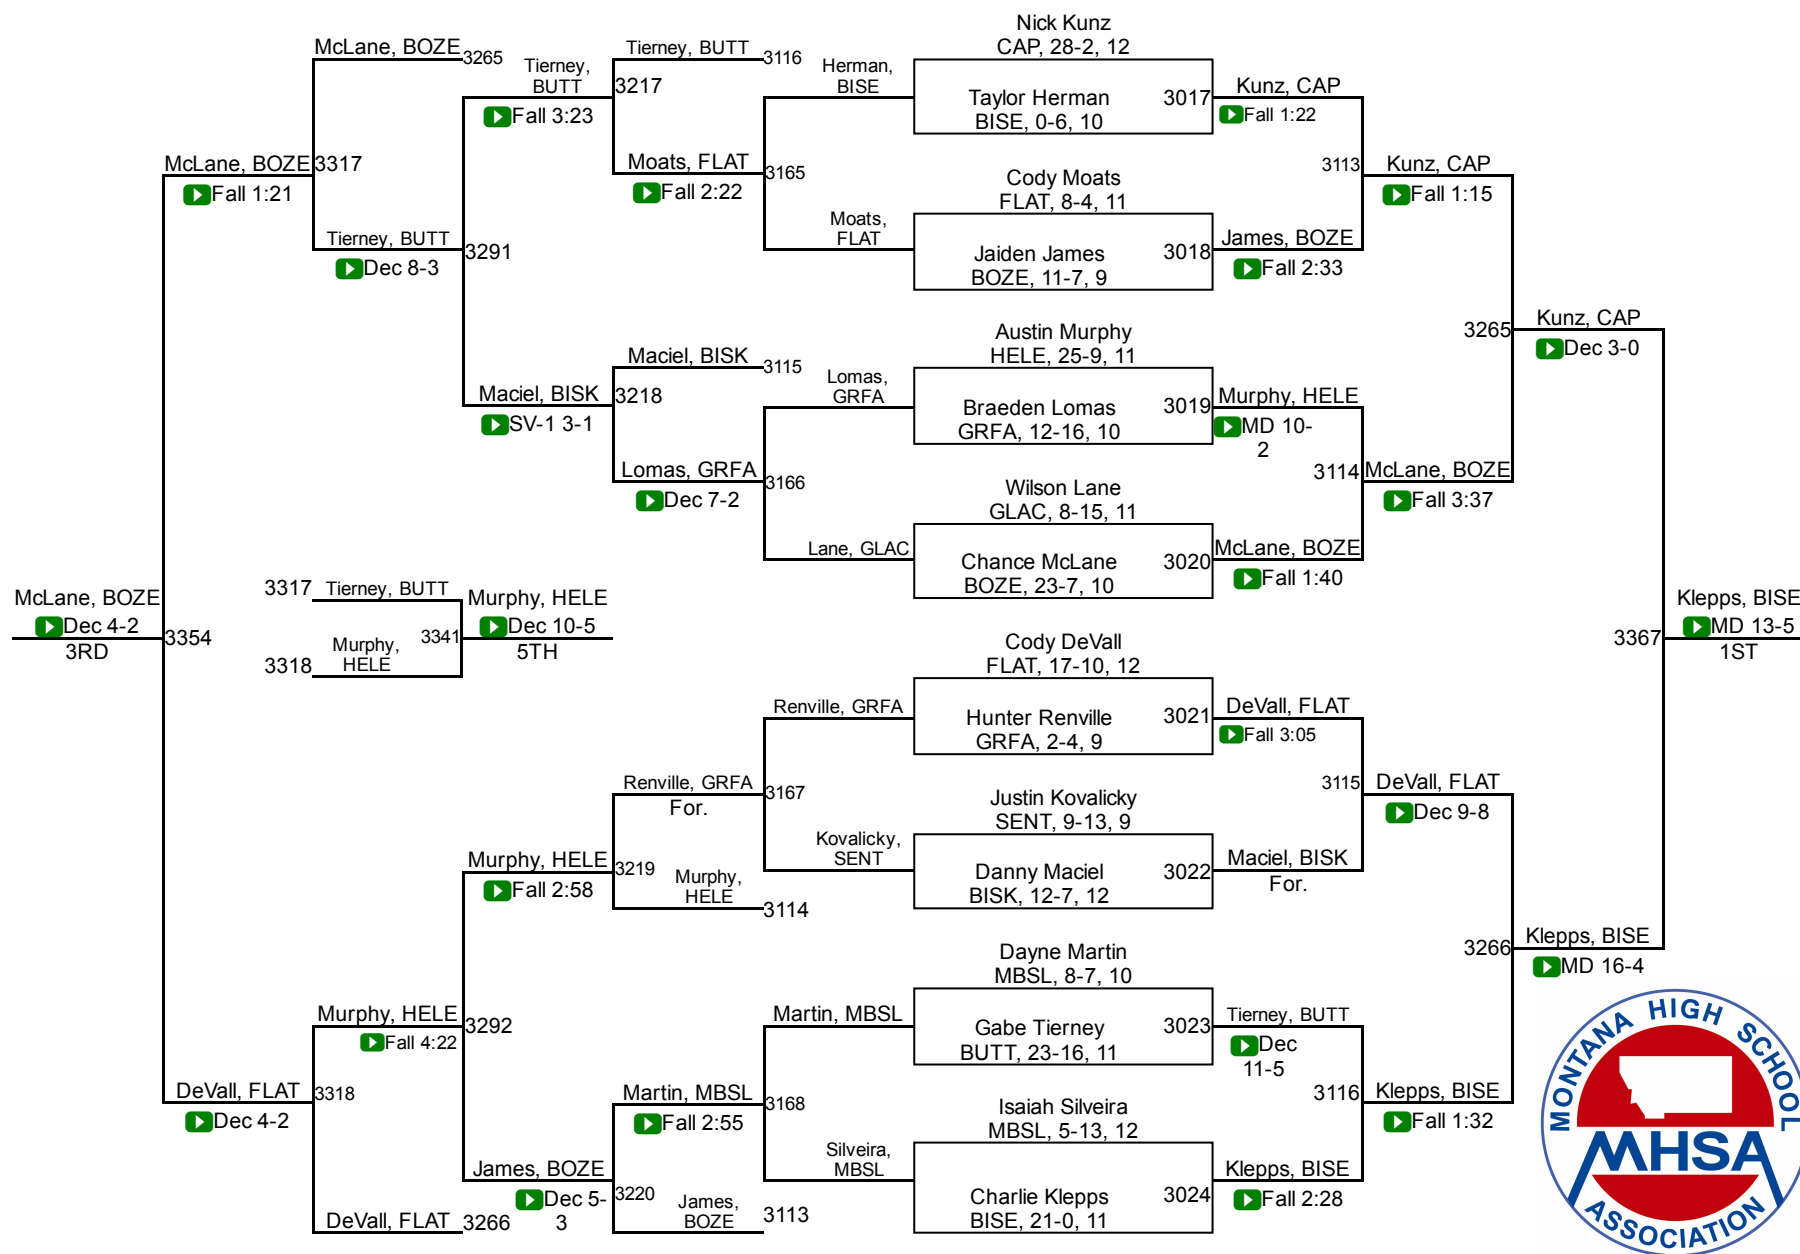 Nick Kunz
CAP, 28-2, 12
McLane, BOZE
3265
Tierney, BUTT
3116
Tierney,
BUTT
3217
Herman,
BISE
Taylor Herman
BISE, 0-6, 10
3017
Kunz, CAP
Fall 1:22
Fall 3:23
McLane, BOZE
3317
Fall 1:21
Moats, FLAT
3165
Fall 2:22
Cody Moats
FLAT, 8-4, 11
3113
Kunz, CAP
Fall 1:15
Moats,
FLAT
Jaiden James
BOZE, 11-7, 9
3018
James, BOZE
Fall 2:33
Tierney, BUTT
3291
Dec 8-3
Austin Murphy
HELE, 25-9, 11
3265
Kunz, CAP
Dec 3-0
Maciel, BISK
3115
Maciel, BISK
3218
SV-1 3-1
Lomas,
GRFA
Braeden Lomas
GRFA, 12-16, 10
3019
Murphy, HELE
MD 10-
2
Lomas, GRFA
3166
Dec 7-2
Wilson Lane
GLAC, 8-15, 11
3114
McLane, BOZE
Fall 3:37
Lane, GLAC
Chance McLane
BOZE, 23-7, 10
3020
McLane, BOZE
Fall 1:40
McLane, BOZE
Dec 4-2
3RD
3354
3317
Tierney, BUTT
Murphy,
HELE
3318
3341
Murphy, HELE
Dec 10-5
5TH
3367
Klepps, BISE
MD 13-5
1ST
Cody DeVall
FLAT, 17-10, 12
Renville, GRFA
Hunter Renville
GRFA, 2-4, 9
3021
DeVall, FLAT
Fall 3:05
Renville, GRFA
For.
3167
Justin Kovalicky
SENT, 9-13, 9
3115
DeVall, FLAT
Dec 9-8
Kovalicky,
SENT
Danny Maciel
BISK, 12-7, 12
3022
Maciel, BISK
For.
Murphy, HELE
Fall 2:58
3219
Murphy,
HELE
3114
Dayne Martin
MBSL, 8-7, 10
3266
Klepps, BISE
MD 16-4
Murphy, HELE
Fall 4:22
3292
Martin, MBSL
Gabe Tierney
BUTT, 23-16, 11
3023
Tierney, BUTT
Dec
11-5
DeVall, FLAT
Dec 4-2
3318
Martin, MBSL
Fall 2:55
3168
Isaiah Silveira
MBSL, 5-13, 12
3116
Klepps, BISE
Fall 1:32
Silveira,
MBSL
Charlie Klepps
BISE, 21-0, 11
3024
Klepps, BISE
Fall 2:28
James, BOZE
Dec 5-
3
3220
James,
BOZE
3113
DeVall, FLAT
3266
MONTANA HIGH SCHOOL
MHSA
ASSOCIATION